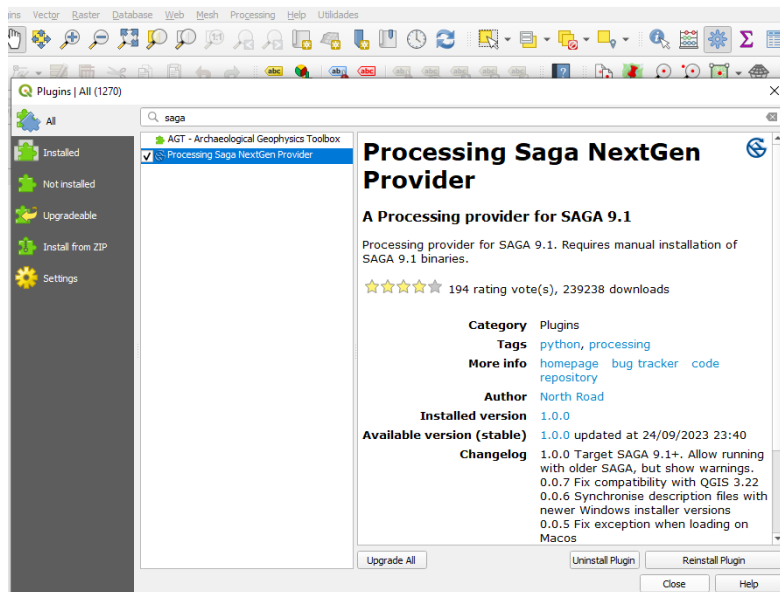 Vector Raster Database Web Mesh Processing Help Utilidades
abc abc abc
Plugins | All (1270)
All
saga
Installed
Not installed
Upgradeable
Install from ZIP
Settings
AGT - Archaeological Geophysics Toolbox
Processing Saga NextGen Provider
Processing Saga NextGen
Provider
A Processing provider for SAGA 9.1
Processing provider for SAGA 9.1. Requires manual installation of
SAGA 9.1 binaries.
194 rating vote(s), 239238 downloads
Category Plugins
Tags python, processing
More info homepage bug tracker code
repository
Author North Road
Installed version 1.0.0
Available version (stable) 1.0.0 updated at 24/09/2023 23:40
Changelog 1.0.0 Target SAGA 9.1+. Allow running
with older SAGA, but show warnings.
0.0.7 Fix compatibility with QGIS 3.22
0.0.6 Synchronise description files with
newer Windows installer versions
0.0.5 Fix exception when loading on
Macos
Upgrade All Uninstall Plugin Reinstall Plugin
Close Help